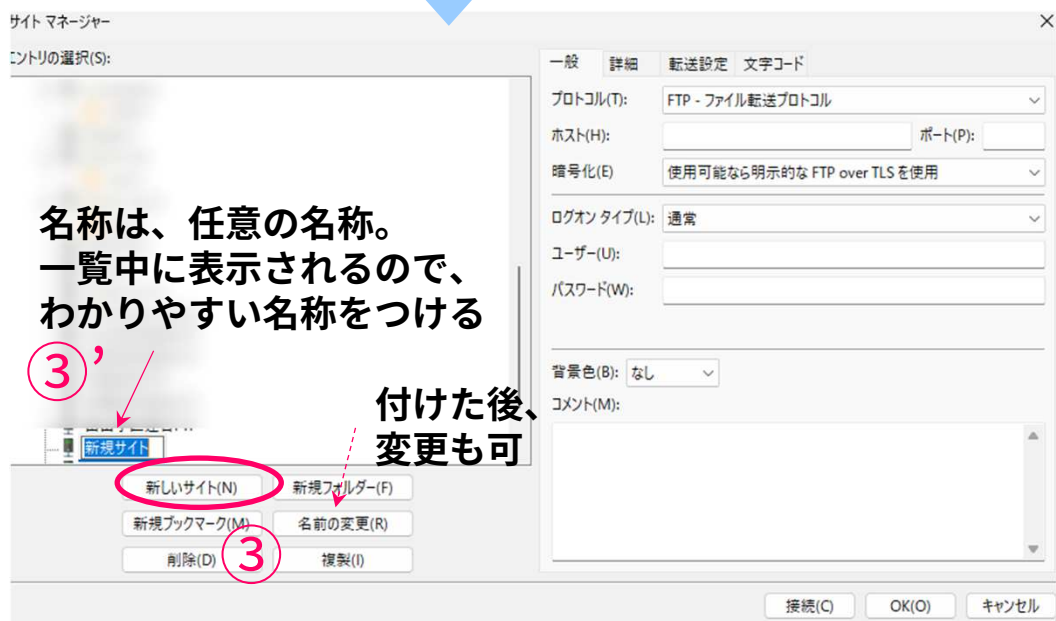 サイト マネージャー
エントリの選択(S):
名称は、任意の名称。
一覧中に表示されるので、
わかりやすい名称をつける
③’
付けた後、
変更も可
新規サイト
新しいサイト(N)
新規フォルダー(F)
新規ブックマーク(M)
名前の変更(R)
削除(D)
③
複製(I)
一般 詳細 転送設定 文字コード
プロトコル(T): FTP - ファイル転送プロトコル
ホスト(H): ポート(P):
暗号化(E) 使用可能なら明示的な FTP over TLS を使用
ログオン タイプ(L): 通常
ユーザー(U):
パスワード(W):
背景色(B): なし
コメント(M):
接続(C) OK(O) キャンセル